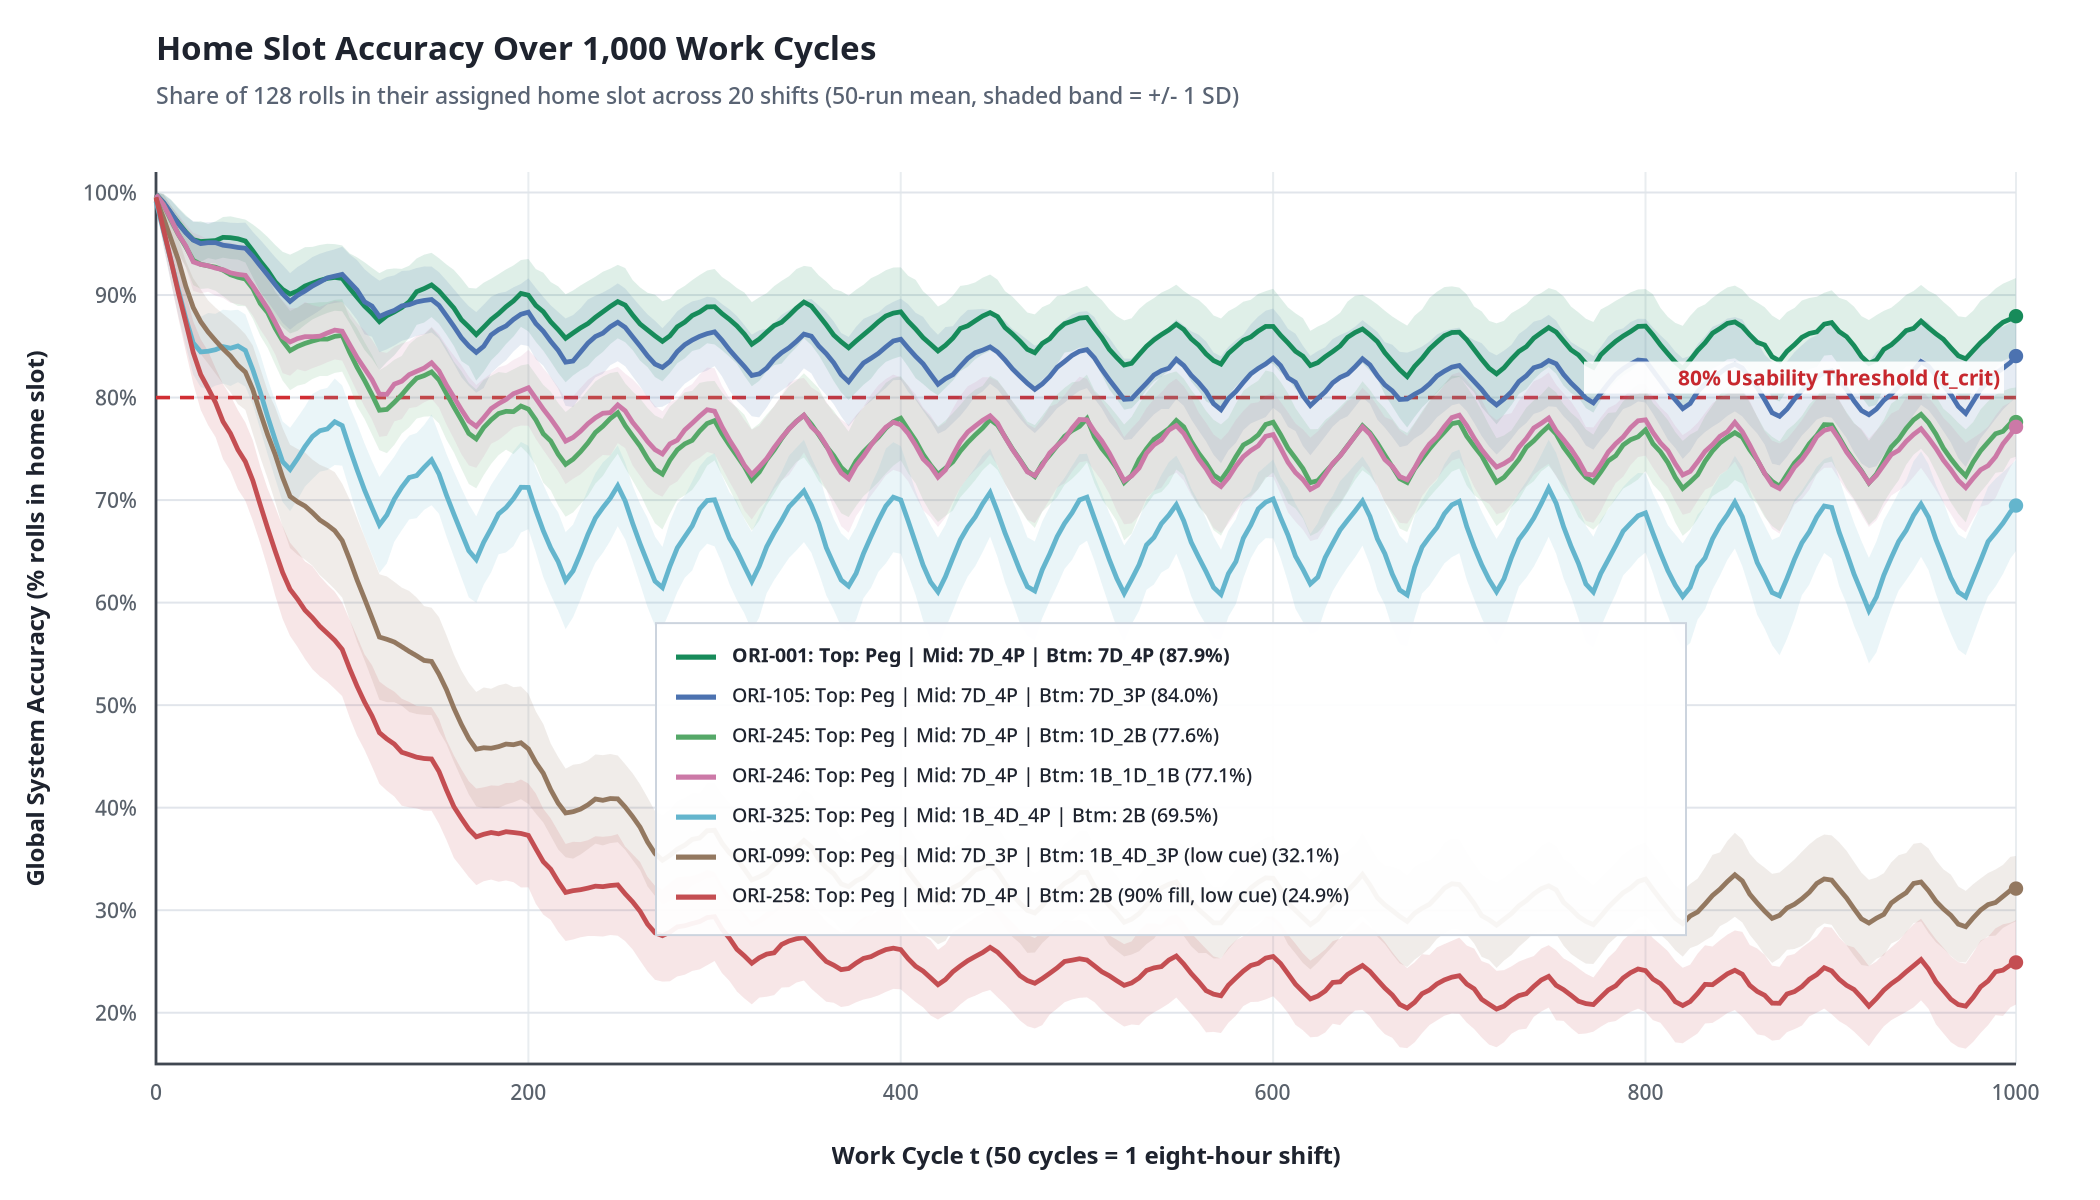 Home Slot Accuracy Over 1,000 Work Cycles
Share of 128 rolls in their assigned home slot across 20 shifts (50-run mean, shaded band = +/- 1 SD)
Global System Accuracy (% rolls in home slot)
100%
90%
80%
70%
60%
50%
40%
30%
20%
80% Usability Threshold (t_crit)
ORI-001: Top: Peg | Mid: 7D_4P | Btm: 7D_4P (87.9%)
ORI-105: Top: Peg | Mid: 7D_4P | Btm: 7D_3P (84.0%)
ORI-245: Top: Peg | Mid: 7D_4P | Btm: 1D_2B (77.6%)
ORI-246: Top: Peg | Mid: 7D_4P | Btm: 1B_1D_1B (77.1%)
ORI-325: Top: Peg | Mid: 1B_4D_4P | Btm: 2B (69.5%)
ORI-099: Top: Peg | Mid: 7D_3P | Btm: 1B_4D_3P (low cue) (32.1%)
ORI-258: Top: Peg | Mid: 7D_4P | Btm: 2B (90% fill, low cue) (24.9%)
0 200 400 600 800 1000
Work Cycle t (50 cycles = 1 eight-hour shift)